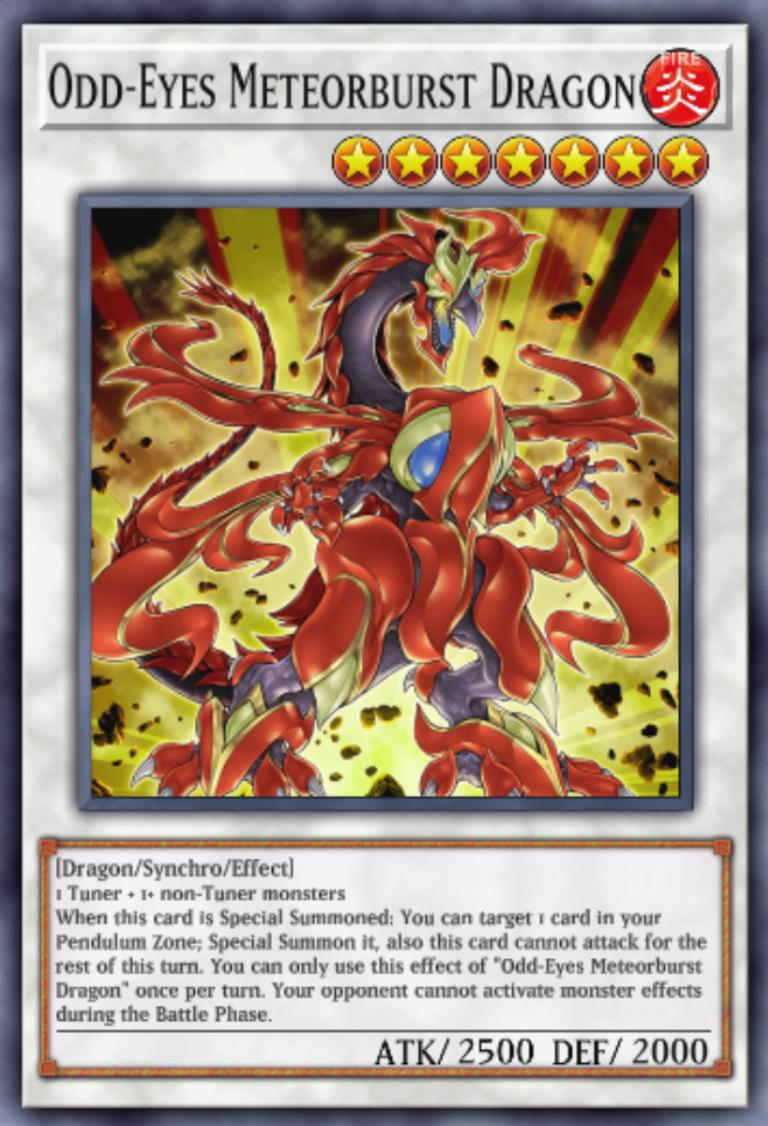 Odd-Eyes Meteorburst Dragon
FIRE
炎
[Dragon/Synchro/Effect]
1 Tuner + 1+ non-Tuner monsters
When this card is Special Summoned: You can target 1 card in your
Pendulum Zone; Special Summon it, also this card cannot attack for the
rest of this turn. You can only use this effect of "Odd-Eyes Meteorburst
Dragon" once per turn. Your opponent cannot activate monster effects
during the Battle Phase.
ATK/ 2500 DEF/ 2000